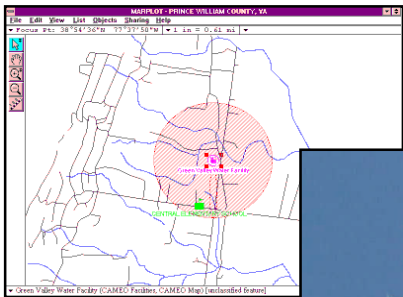 MARPLOT - PRINCE WILLIAM COUNTY, VA
File Edit View List Objects Sharing Help
Focus Pt: 38°54'36"N 77°37'50"W 1 in = 0.61 mi
Green Valley Water Facility
CENTRAL ELEMENTARY SCHOOL
Green Valley Water Facility (CAMEO Facilities, CAMEO Map) [unclassified feature]